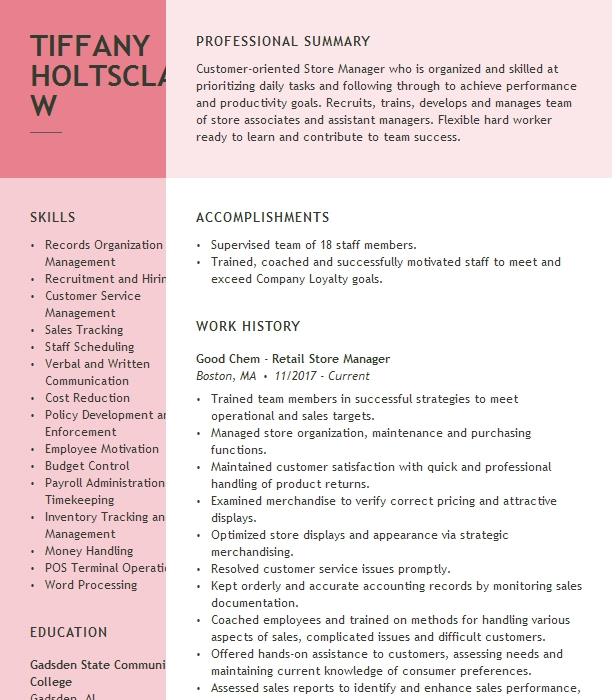 TIFFANY
HOLTSCLA
W
PROFESSIONAL SUMMARY
Customer-oriented Store Manager who is organized and skilled at
prioritizing daily tasks and following through to achieve performance
and productivity goals. Recruits, trains, develops and manages team
of store associates and assistant managers. Flexible hard worker
ready to learn and contribute to team success.
SKILLS
• Records Organization
Management
• Recruitment and Hirin
• Customer Service
Management
• Sales Tracking
• Staff Scheduling
• Verbal and Written
Communication
• Cost Reduction
• Policy Development an
Enforcement
• Employee Motivation
• Budget Control
• Payroll Administration
Timekeeping
• Inventory Tracking an
Management
• Money Handling
• POS Terminal Operatio
• Word Processing
EDUCATION
Gadsden State Communi
College
Gadsden, AL
ACCOMPLISHMENTS
• Supervised team of 18 staff members.
• Trained, coached and successfully motivated staff to meet and
exceed Company Loyalty goals.
WORK HISTORY
Good Chem - Retail Store Manager
Boston, MA • 11/2017 - Current
• Trained team members in successful strategies to meet
operational and sales targets.
• Managed store organization, maintenance and purchasing
functions.
• Maintained customer satisfaction with quick and professional
handling of product returns.
• Examined merchandise to verify correct pricing and attractive
displays.
• Optimized store displays and appearance via strategic
merchandising.
• Resolved customer service issues promptly.
• Kept orderly and accurate accounting records by monitoring sales
documentation.
• Coached employees and trained on methods for handling various
aspects of sales, complicated issues and difficult customers.
• Offered hands-on assistance to customers, assessing needs and
maintaining current knowledge of consumer preferences.
• Assessed sales reports to identify and enhance sales performance,